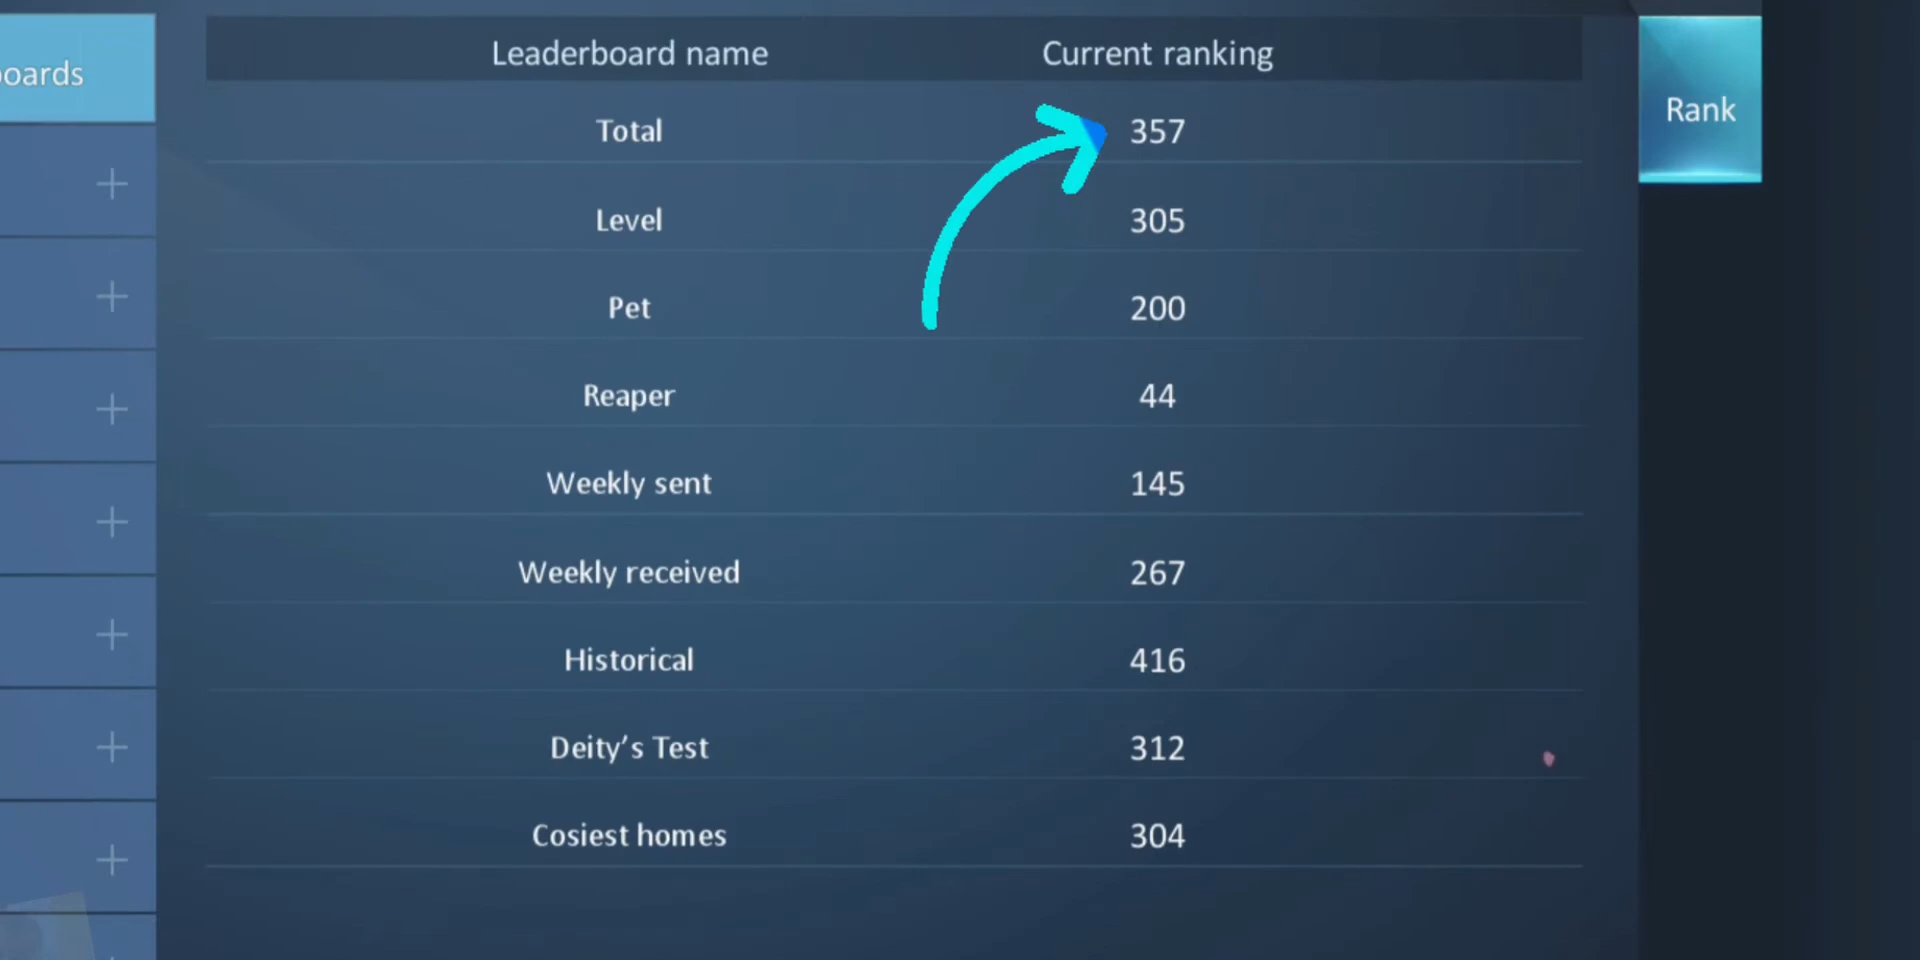 oards
Leaderboard name Current ranking
Rank
Total 357
Level 305
Pet 200
Reaper 44
Weekly sent 145
Weekly received 267
Historical 416
Deity's Test 312
Cosiest homes 304